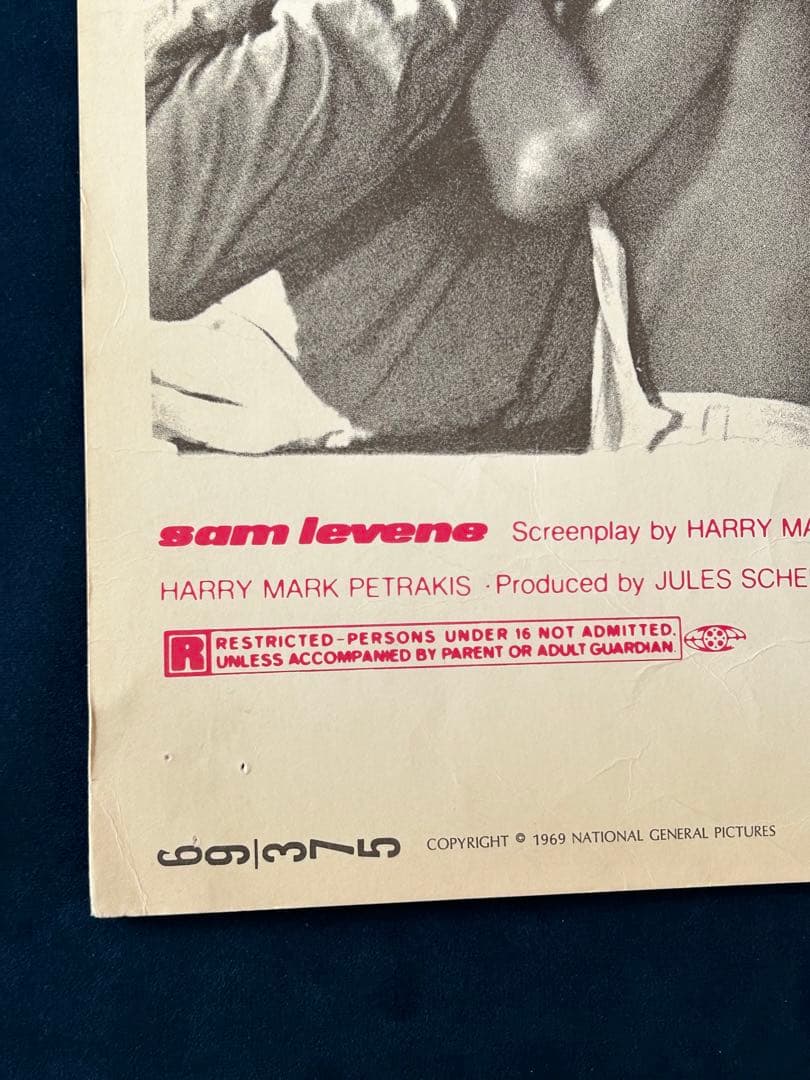 sam levene Screenplay by HARRY MA
HARRY MARK PETRAKIS · Produced by JULES SCHE
R RESTRICTED-PERSONS UNDER 16 NOT ADMITTED,
UNLESS ACCOMPANIED BY PARENT OR ADULT GUARDIAN.
69|375
COPYRIGHT © 1969 NATIONAL GENERAL PICTURES